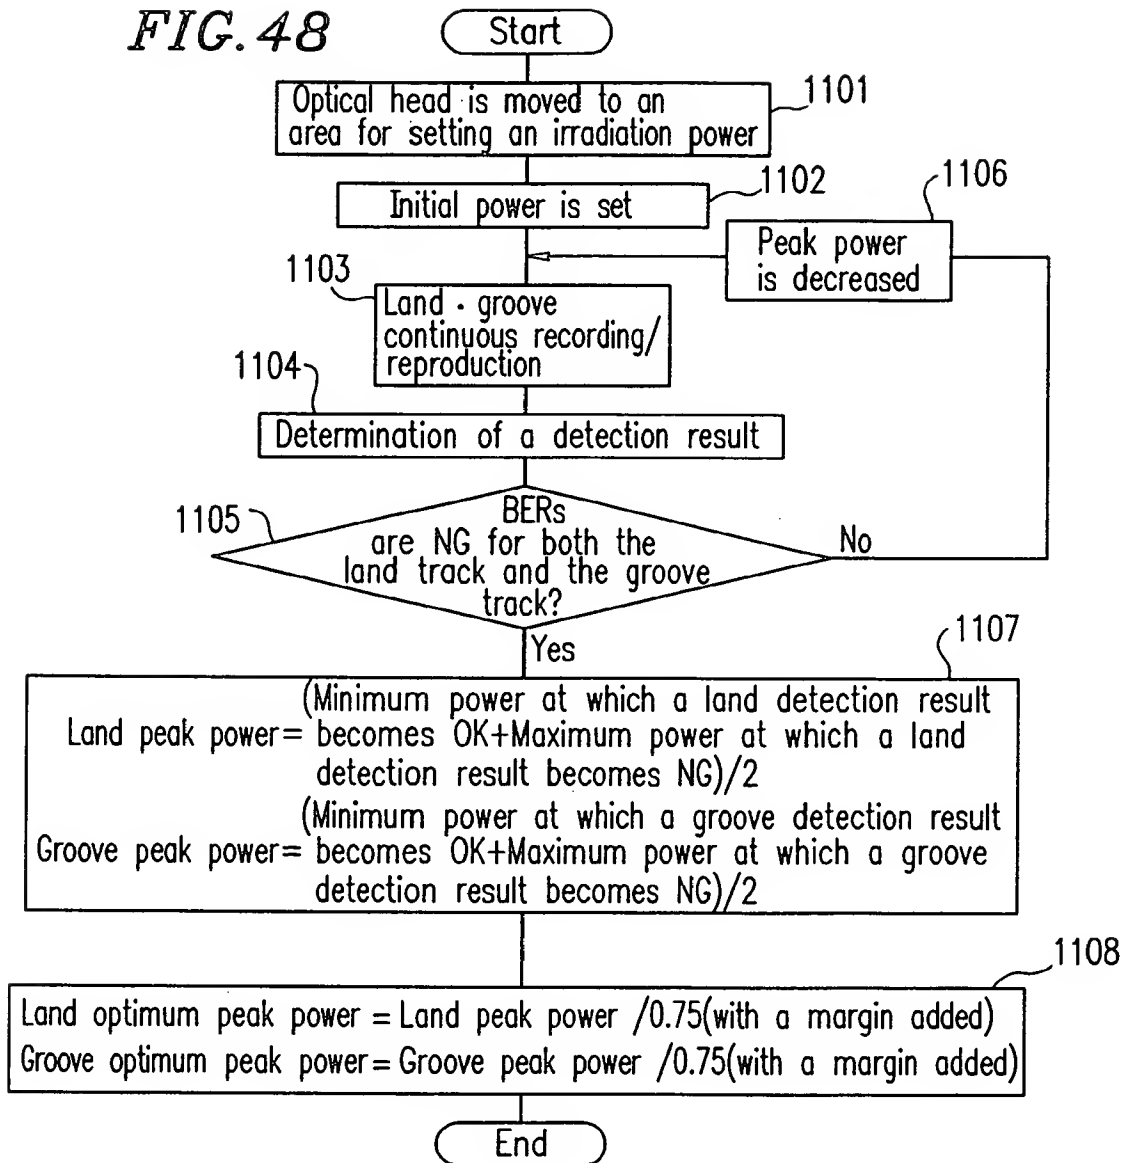 FIG. 48
Start
Optical head is moved to an
area for setting an irradiation power
1101
Initial power is set
1102
1106
Peak power
is decreased
1103
Land · groove
continuous recording/
reproduction
1104
Determination of a detection result
1105
BERs
are NG for both the
land track and the groove
track?
No
Yes
1107
(Minimum power at which a land detection result
Land peak power= becomes OK+Maximum power at which a land
detection result becomes NG)/2
(Minimum power at which a groove detection result
Groove peak power= becomes OK+Maximum power at which a groove
detection result becomes NG)/2
1108
Land optimum peak power = Land peak power /0.75(with a margin added)
Groove optimum peak power = Groove peak power /0.75(with a margin added)
End